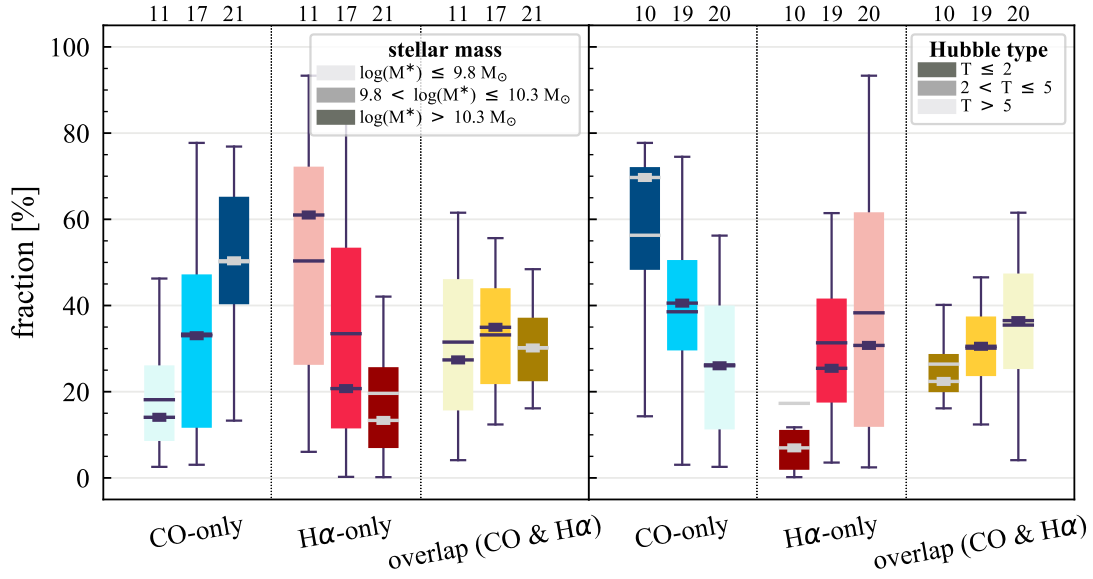 11 17 21 11 17 21 11 17 21 10 19 20 10 19 20 10 19 20
stellar mass
log(M*) ≤ 9.8 M⊙
9.8 < log(M*) ≤ 10.3 M⊙
log(M*) > 10.3 M⊙
Hubble type
T ≤ 2
2 < T ≤ 5
T > 5
fraction [%]
100
80
60
40
20
0
CO-only
Hα-only
overlap (CO & Hα)
CO-only
Hα-only
overlap (CO & Hα)